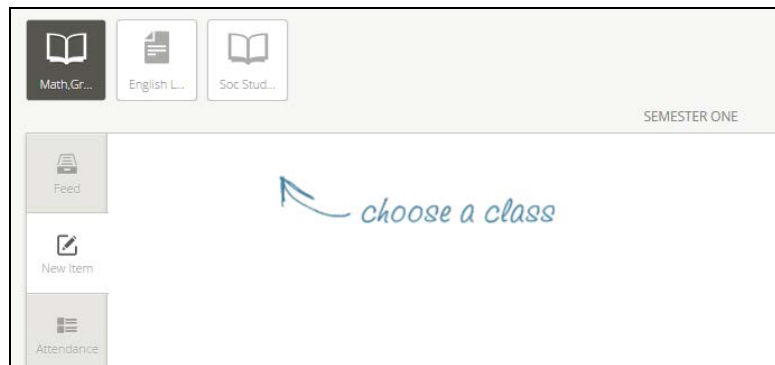 Math,Gr...
English L...
Soc Stud...
SEMESTER ONE
Feed
choose a class
New Item
Attendance